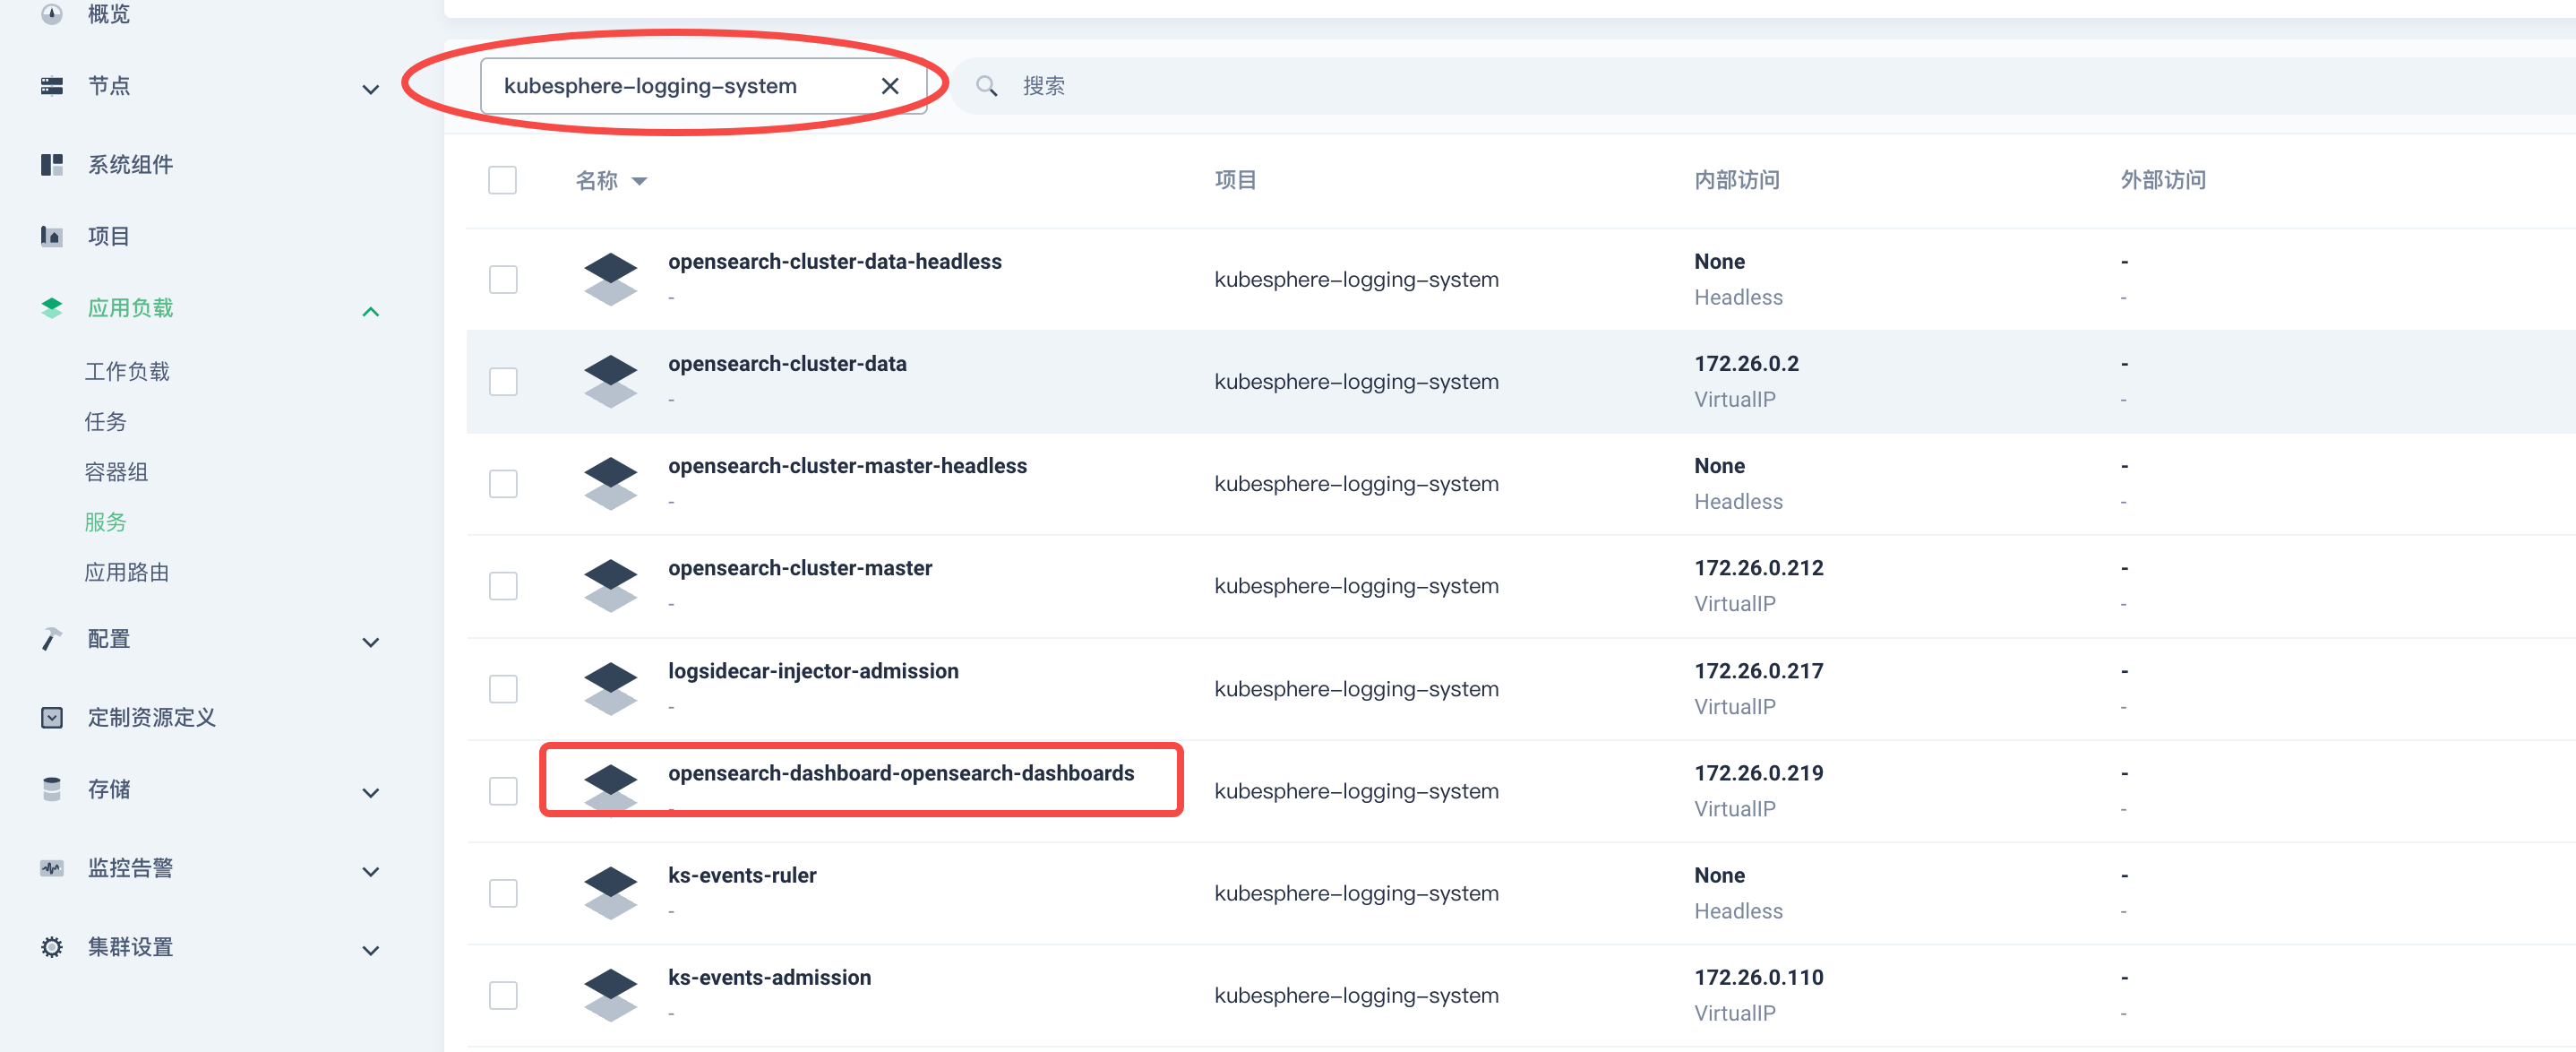 概览
节点
系统组件
项目
应用负载
工作负载
任务
容器组
服务
应用路由
配置
定制资源定义
存储
监控告警
集群设置
kubesphere-logging-system
搜索
名称 项目 内部访问 外部访问
opensearch-cluster-data-headless kubesphere-logging-system None -
- Headless -
opensearch-cluster-data kubesphere-logging-system 172.26.0.2 -
- VirtualIP -
opensearch-cluster-master-headless kubesphere-logging-system None -
- Headless -
opensearch-cluster-master kubesphere-logging-system 172.26.0.212 -
- VirtualIP -
logsidecar-injector-admission kubesphere-logging-system 172.26.0.217 -
- VirtualIP -
opensearch-dashboard-opensearch-dashboards kubesphere-logging-system 172.26.0.219 -
- VirtualIP -
ks-events-ruler kubesphere-logging-system None -
- Headless -
ks-events-admission kubesphere-logging-system 172.26.0.110 -
- VirtualIP -